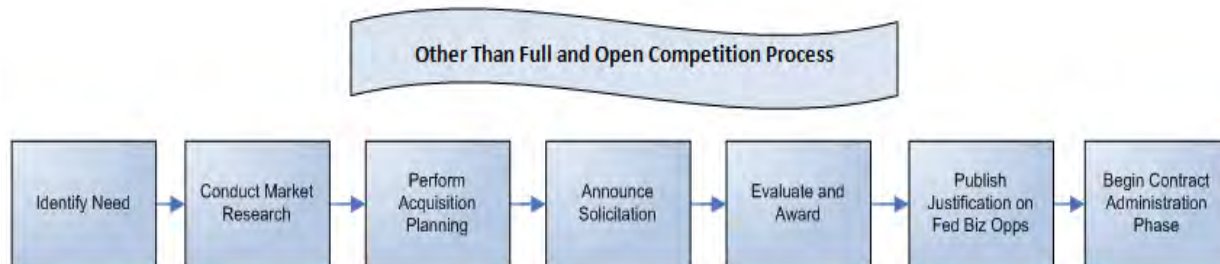 Other Than Full and Open Competition Process
Identify Need
Conduct Market
Research
Perform
Acquisition
Planning
Announce
Solicitation
Evaluate and
Award
Publish
Justification on
Fed Biz Opps
Begin Contract
Administration
Phase